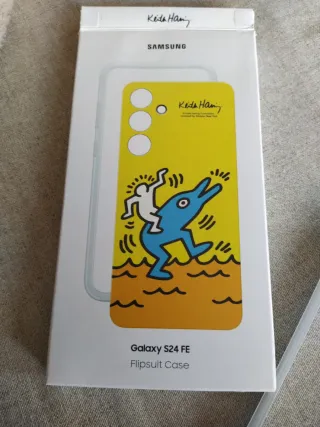 Keith Haring
SAMSUNG
Keith Haring
Galaxy S24 FE
Flipsuit Case